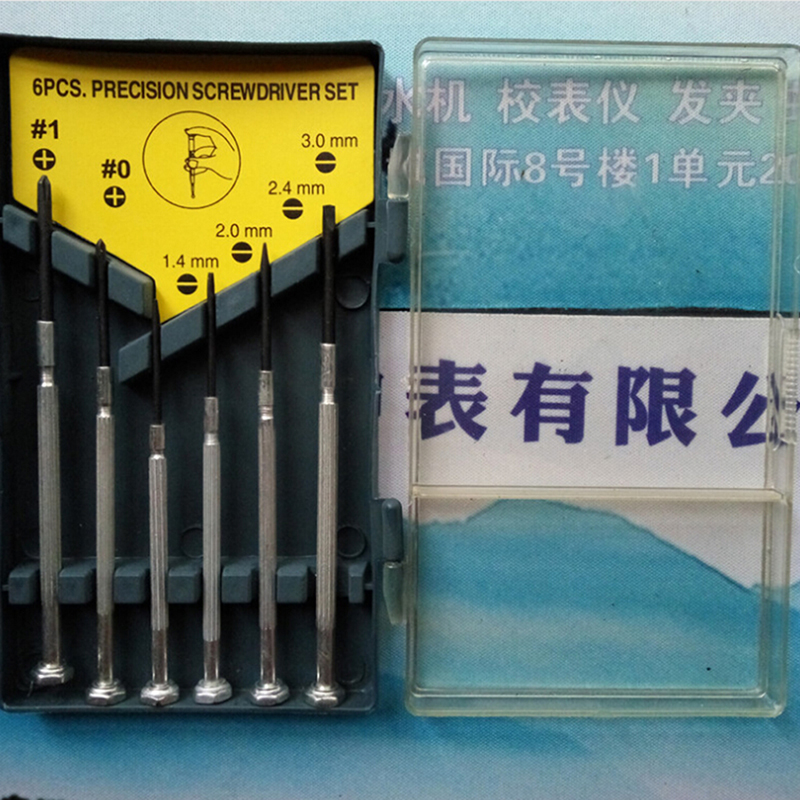 6PCS. PRECISION SCREWDRIVER SET
#1
#0
3.0 mm
2.4 mm
2.0 mm
1.4 mm
水机 校表仪 发夹
国际8号楼1单元20
表有限公